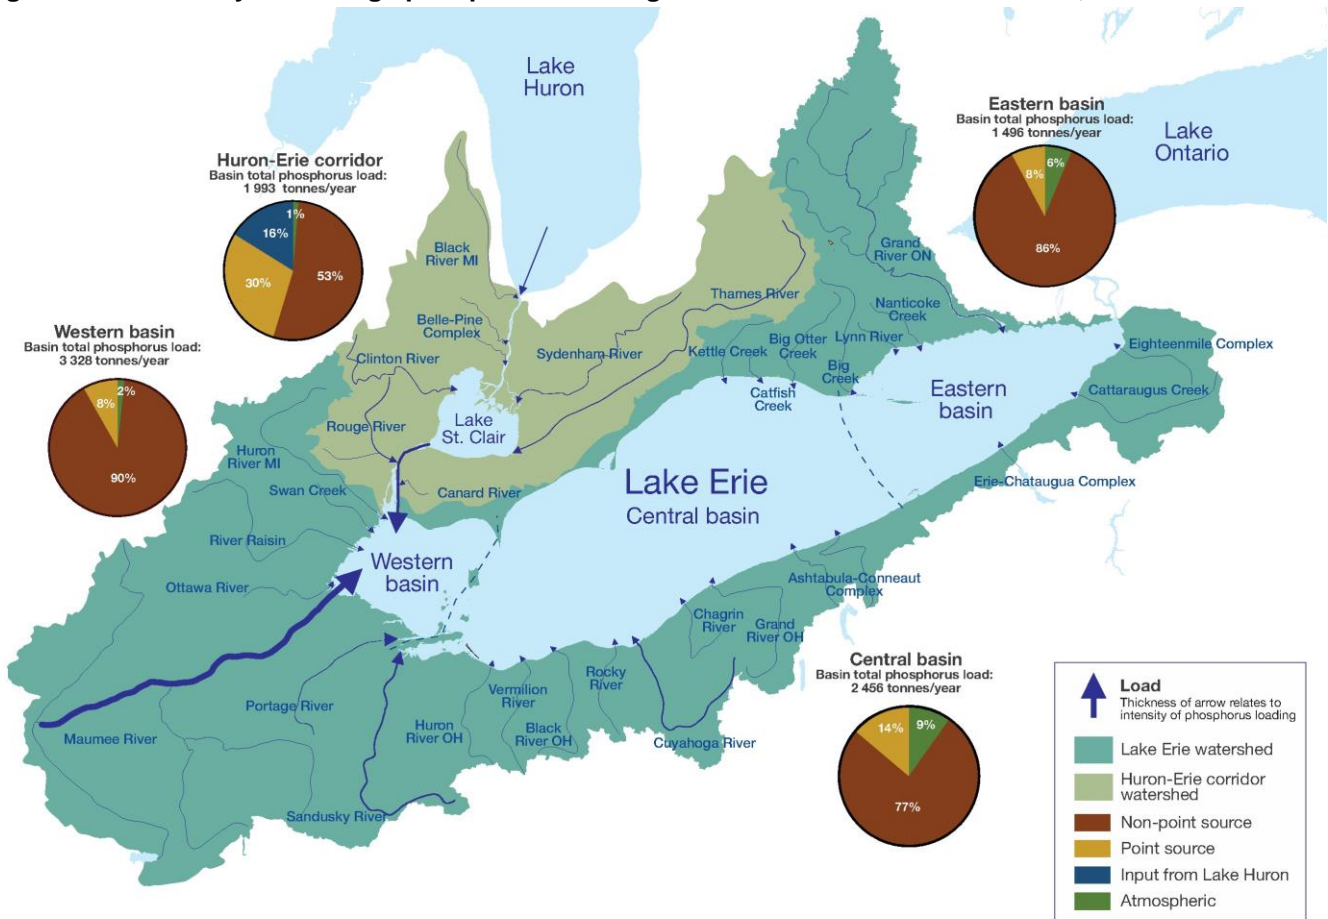 Lake
Huron
Eastern basin
Basin total phosphorus load:
1 496 tonnes/year
6%
8%
86%
Lake
Ontario
Huron-Erie corridor
Basin total phosphorus load:
1 993 tonnes/year
1%
16%
30%
53%
Western basin
Basin total phosphorus load:
3 328 tonnes/year
2%
8%
90%
Black
River MI
Belle-Pine
Complex
Clinton River
Sydenham River
Thames River
Grand
River ON
Nanticoke
Creek
Lynn River
Big Otter
Creek
Kettle Creek
Big
Creek
Catfish
Creek
Eighteenmile Complex
Cattaraugus Creek
Eastern
basin
Erie-Chataugua Complex
Rouge River
Lake
St. Clair
Huron
River MI
Swan Creek
Canard River
Lake Erie
Central basin
River Raisin
Western
basin
Ottawa River
Ashtabula-Conneaut
Complex
Chagrin
River
Grand
River OH
Rocky
River
Vermilion
River
Black
River OH
Huron
River OH
Portage River
Maumee River
Sandusky River
Cuyahoga River
Central basin
Basin total phosphorus load:
2 456 tonnes/year
14%
9%
77%
Load
Thickness of arrow relates to
intensity of phosphorus loading
Lake Erie watershed
Huron-Erie corridor
watershed
Non-point source
Point source
Input from Lake Huron
Atmospheric